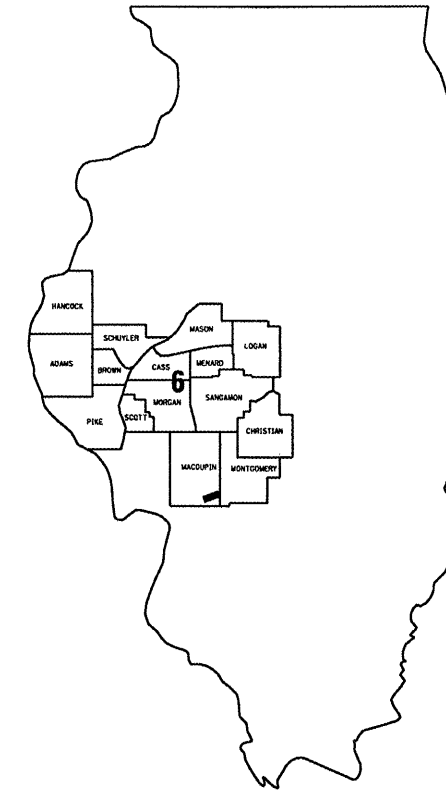 HANCOCK
MASON
SCHUYLER
LOGAN
ADAMS
CASS
MENARD
BROWN
6
SANGAMON
MORGAN
PIKE
SCOTT
CHRISTIAN
MACOUPIN
MONTGOMERY